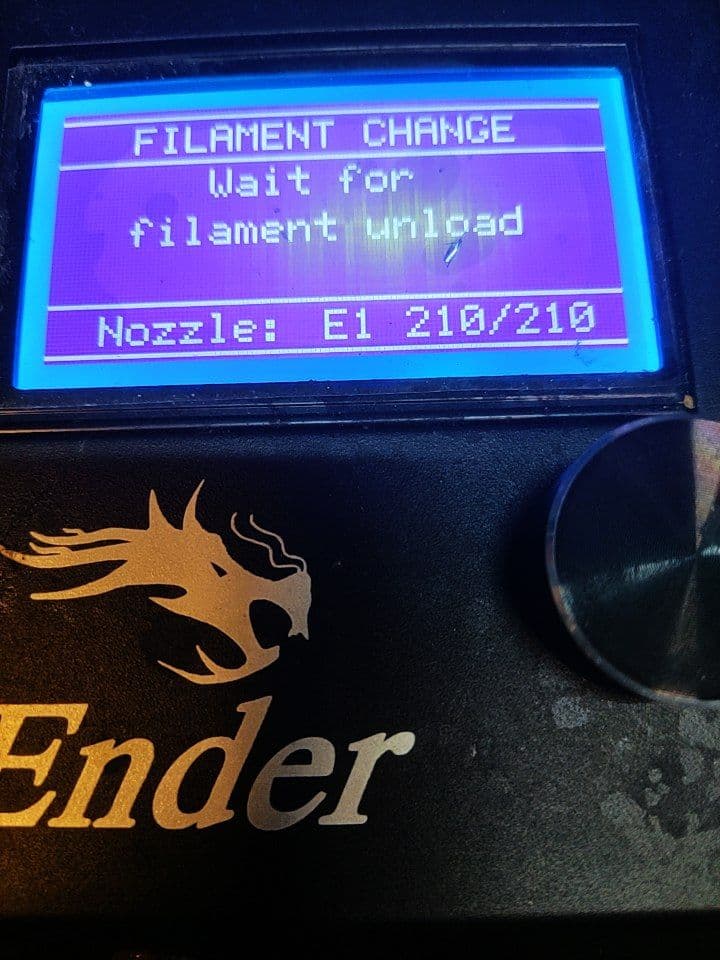 FILAMENT CHANGE
Wait for
filament unload
Nozzle: E1 210/210
Ender